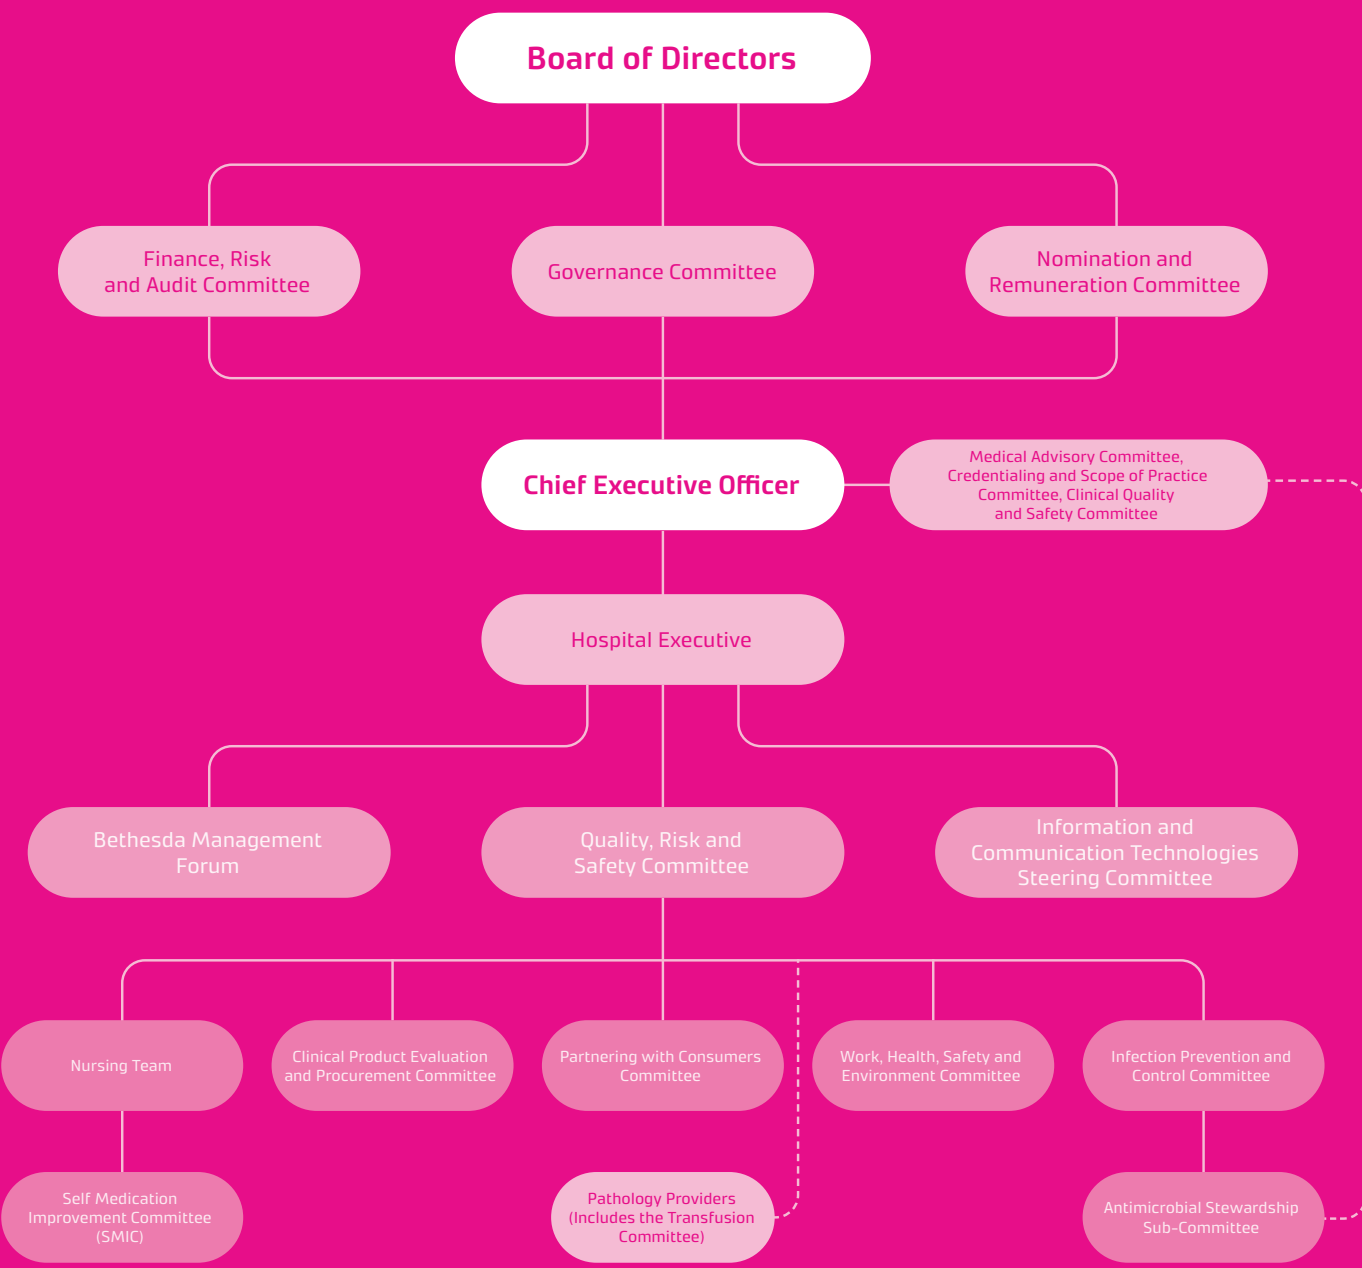 Board of Directors
Finance, Risk
and Audit Committee
Governance Committee
Nomination and
Remuneration Committee
Chief Executive Officer
Medical Advisory Committee,
Credentialing and Scope of Practice
Committee, Clinical Quality
and Safety Committee
Hospital Executive
Bethesda Management
Forum
Quality, Risk and
Safety Committee
Information and
Communication Technologies
Steering Committee
Nursing Team
Clinical Product Evaluation
and Procurement Committee
Partnering with Consumers
Committee
Work, Health, Safety and
Environment Committee
Infection Prevention and
Control Committee
Self Medication
Improvement Committee
(SMIC)
Pathology Providers
(Includes the Transfusion
Committee)
Antimicrobial Stewardship
Sub-Committee